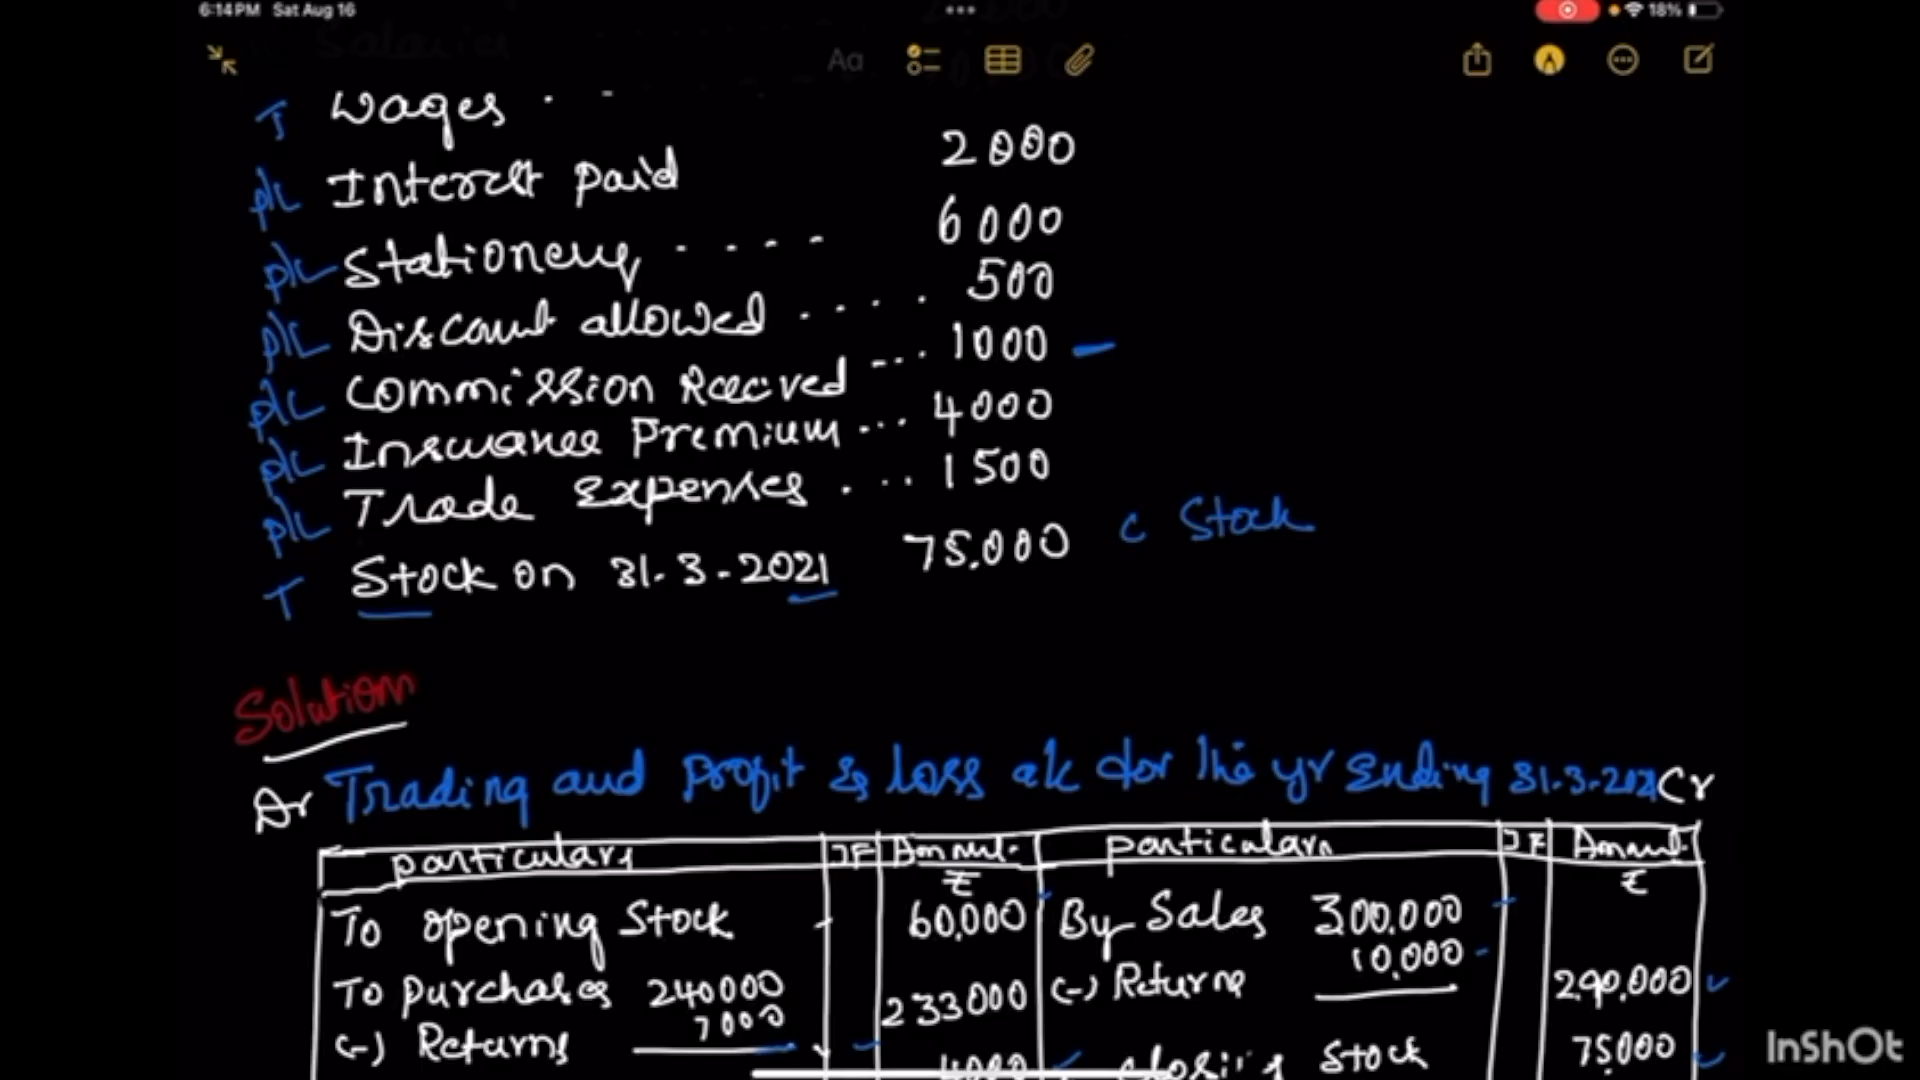 6:14 PM Sat Aug 16 18%
Aa
T Wages . -
P/L Interest paid 2000
P/L Stationery . - - - 6000
P/L Discount allowed . . . . . 500
P/L Commission Received --.. 1000
P/L Insurance Premium ... 4000
P/L Trade Expenses . .. 1500
T Stock on 31.3.2021 75,000 C Stock
Solution
Dr Trading and Profit & loss a/c for the yr Ending 31.3.2021 Cr
Particulars JF Amount. Particulars JF Amount.
₹ ₹
To opening Stock 60,000 By Sales 300,000
To purchases 240000 233000 (-) Returns 10,000 290,000
(-) Returns 7000
4000 closing Stock 75,000
InShOt